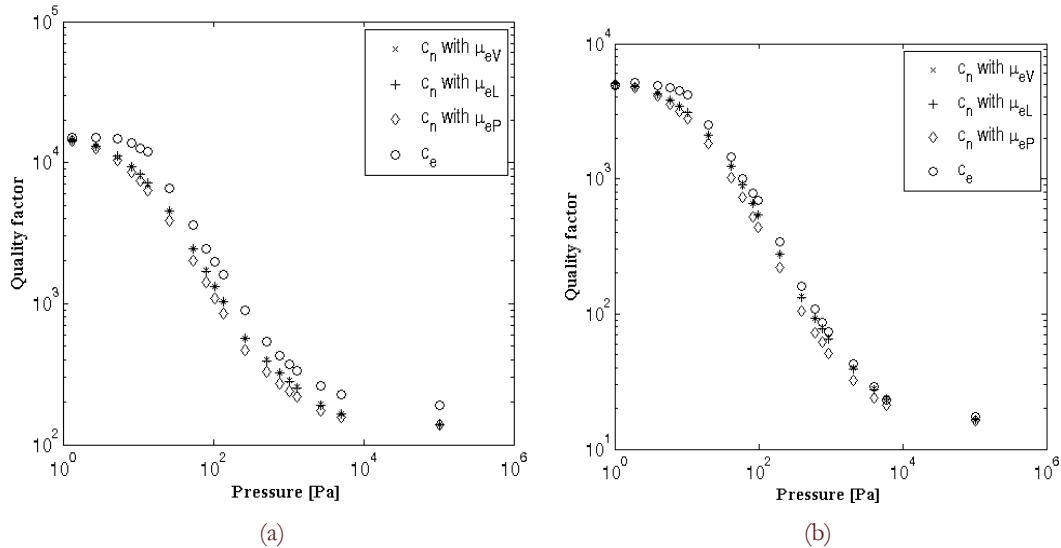 10^5
10^4
10^3
10^2
10^0
10^2
10^4
10^6
Quality factor
Pressure [Pa]
c_n with μ_eV
c_n with μ_eL
c_n with μ_eP
c_e
(a)
10^4
10^3
10^2
10^1
10^0
10^2
10^4
10^6
Quality factor
Pressure [Pa]
c_n with μ_eV
c_n with μ_eL
c_n with μ_eP
c_e
(b)